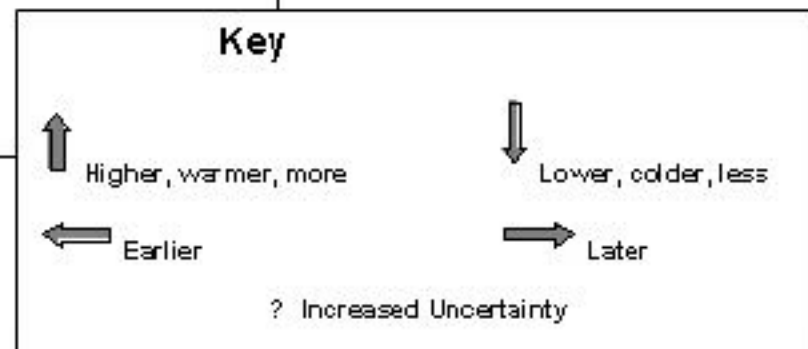 Key
Higher, warmer, more
Lower, colder, less
Earlier
Later
? Increased Uncertainty